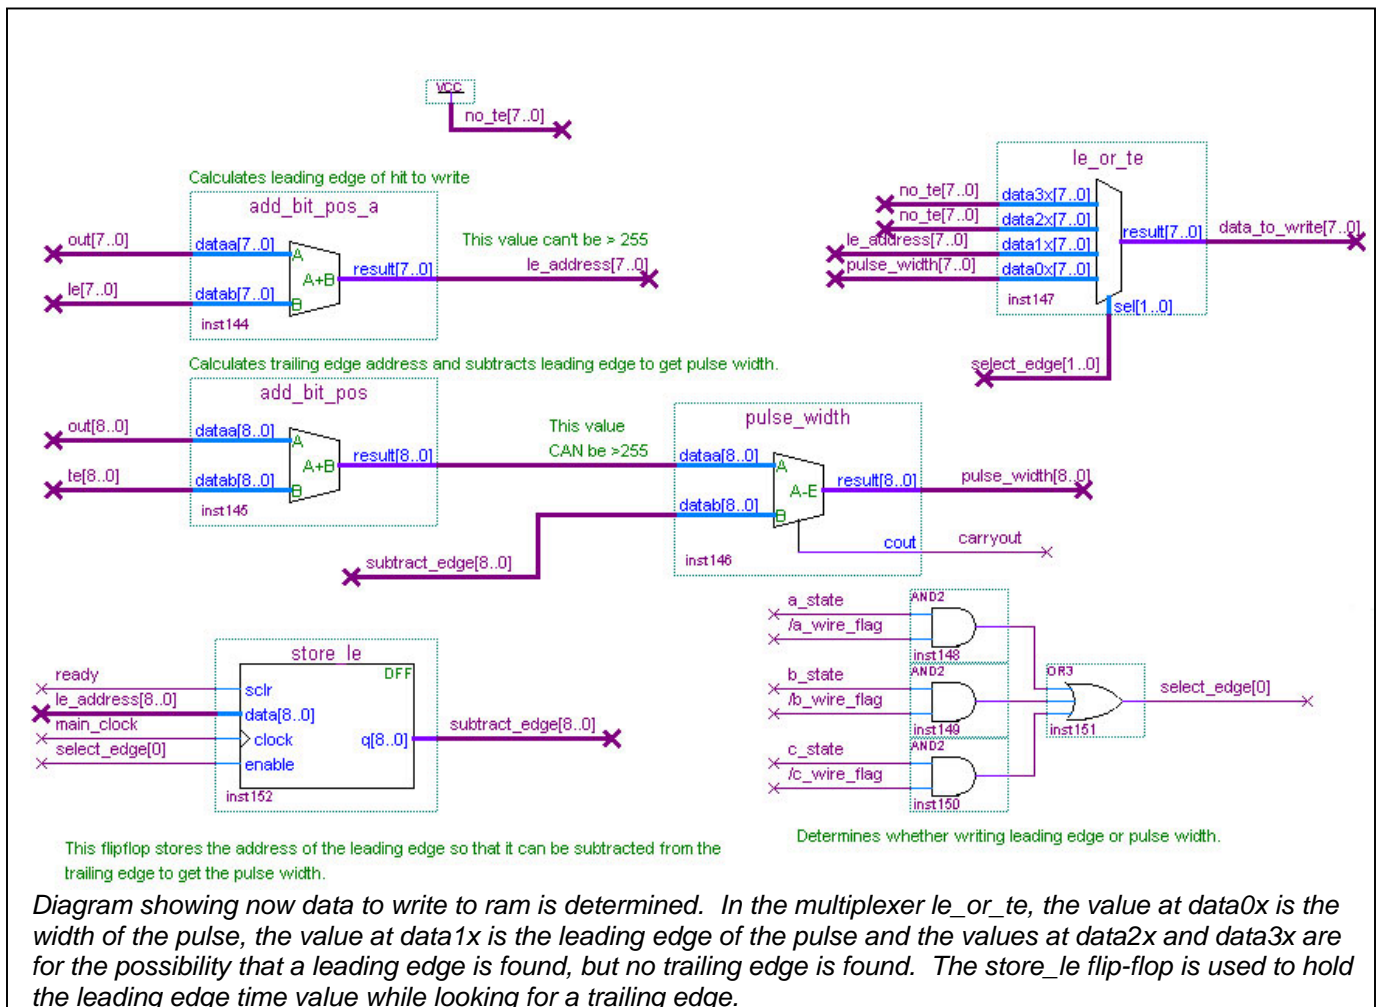 VCC
no_te[7..0]
Calculates leading edge of hit to write
add_bit_pos_a
out[7..0]
dataa[7..0]
A
A+B
result[7..0]
This value can't be > 255
le_address[7..0]
le[7..0]
datab[7..0]
B
inst144
le_or_te
no_te[7..0]
data3x[7..0]
no_te[7..0]
data2x[7..0]
le_address[7..0]
data1x[7..0]
pulse_width[7..0]
data0x[7..0]
result[7..0]
data_to_write[7..0]
inst147
sel[1..0]
select_edge[1..0]
Calculates trailing edge address and subtracts leading edge to get pulse width.
add_bit_pos
out[8..0]
dataa[8..0]
A
A+B
result[8..0]
te[8..0]
datab[8..0]
B
inst145
This value
CAN be >255
pulse_width
dataa[8..0]
A
A-E
result[8..0]
pulse_width[8..0]
datab[8..0]
B
cout
carryout
inst146
subtract_edge[8..0]
store_le
DFF
ready
sclr
le_address[8..0]
data[8..0]
main_clock
clock
q[8..0]
subtract_edge[8..0]
select_edge[0]
enable
inst152
a_state
AND2
/a_wire_flag
inst148
b_state
AND2
/b_wire_flag
inst149
c_state
AND2
/c_wire_flag
inst150
OR3
select_edge[0]
inst151
This flipflop stores the address of the leading edge so that it can be subtracted from the
trailing edge to get the pulse width.
Determines whether writing leading edge or pulse width.
Diagram showing now data to write to ram is determined.  In the multiplexer le_or_te, the value at data0x is the
width of the pulse, the value at data1x is the leading edge of the pulse and the values at data2x and data3x are
for the possibility that a leading edge is found, but no trailing edge is found.  The store_le flip-flop is used to hold
the leading edge time value while looking for a trailing edge.